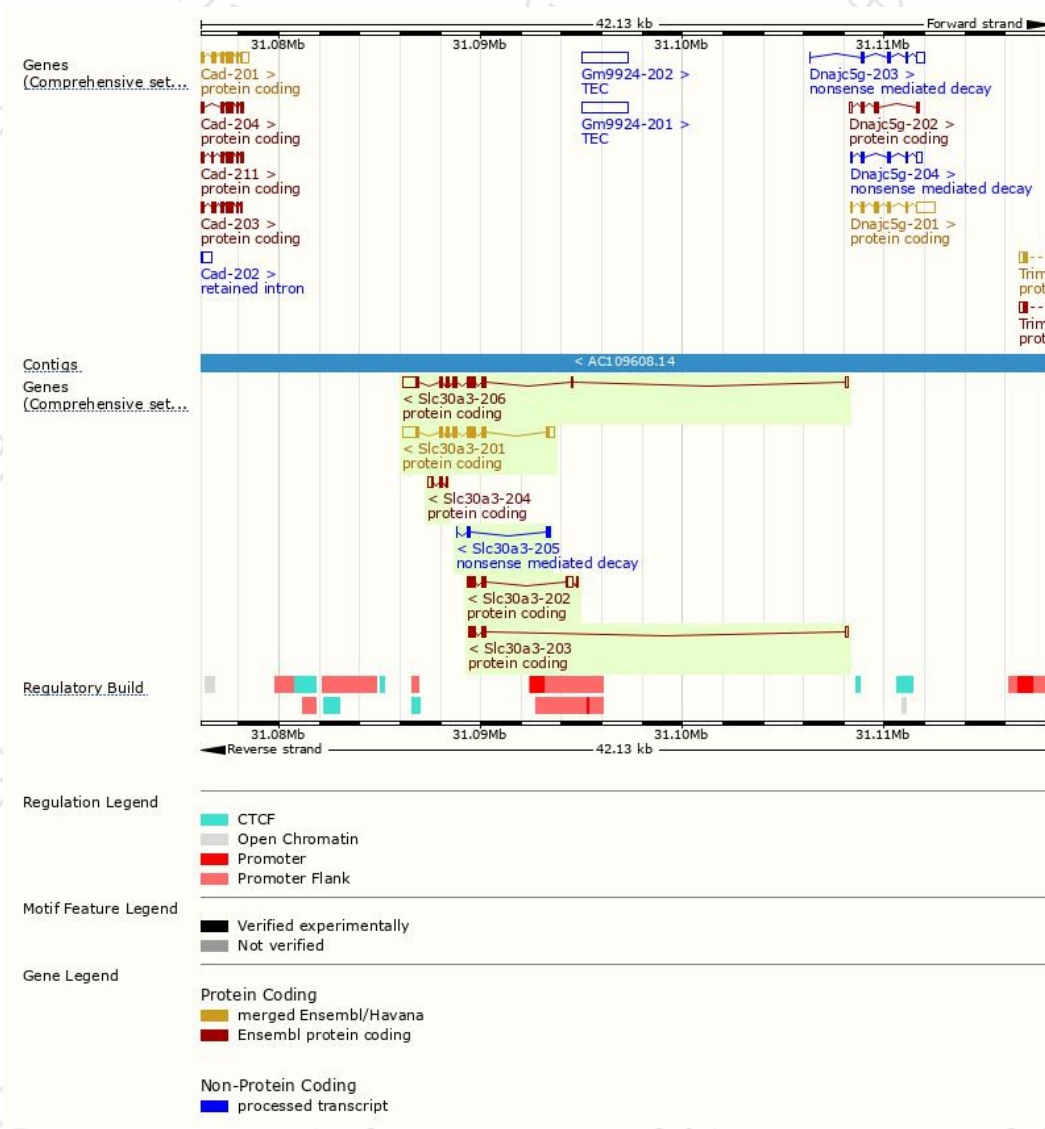 42.13 kb
Forward strand
31.08Mb 31.09Mb 31.10Mb 31.11Mb
Genes
(Comprehensive set...
Cad-201 >
protein coding
Gm9924-202 >
TEC
Dnajc5g-203 >
nonsense mediated decay
Cad-204 >
protein coding
Gm9924-201 >
TEC
Dnajc5g-202 >
protein coding
Cad-211 >
protein coding
Dnajc5g-204 >
nonsense mediated decay
Cad-203 >
protein coding
Dnajc5g-201 >
protein coding
Cad-202 >
retained intron
Trim
prot
Trim
prot
Contigs
< AC109608.14
Genes
(Comprehensive set...
< Slc30a3-206
protein coding
< Slc30a3-201
protein coding
< Slc30a3-204
protein coding
< Slc30a3-205
nonsense mediated decay
< Slc30a3-202
protein coding
< Slc30a3-203
protein coding
Regulatory Build
31.08Mb 31.09Mb 31.10Mb 31.11Mb
Reverse strand
42.13 kb
Regulation Legend
CTCF
Open Chromatin
Promoter
Promoter Flank
Motif Feature Legend
Verified experimentally
Not verified
Gene Legend
Protein Coding
merged Ensembl/Havana
Ensembl protein coding
Non-Protein Coding
processed transcript